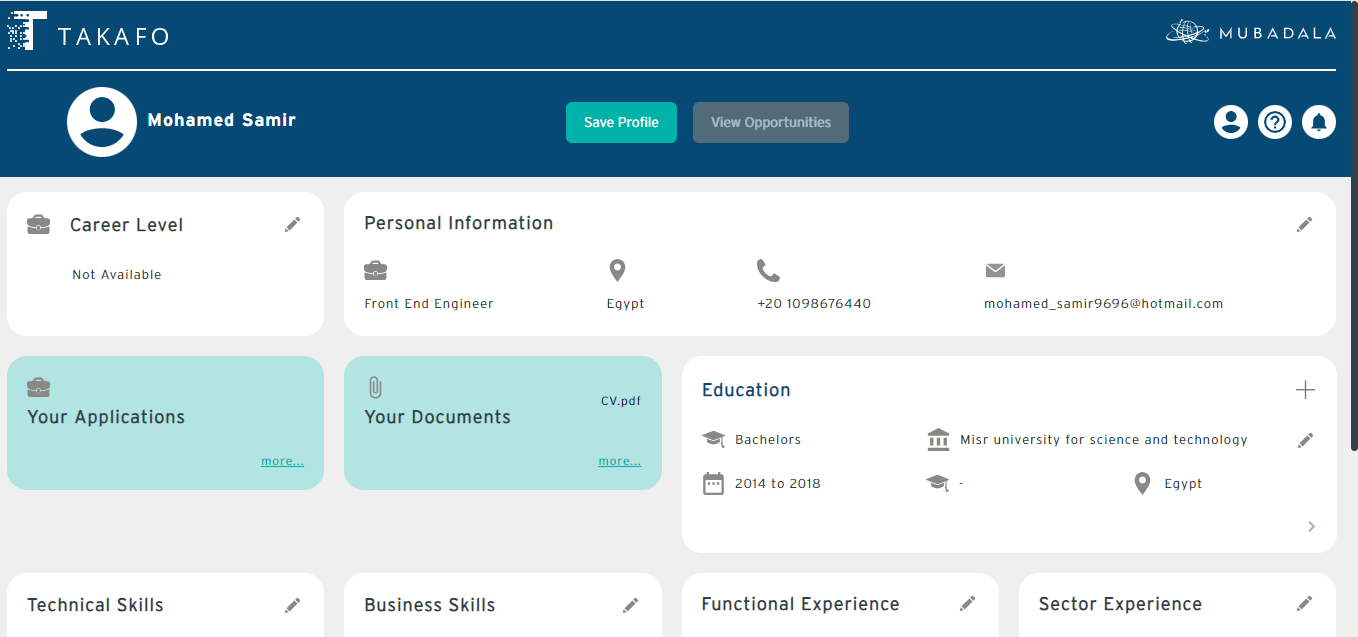 TAKAFO
MUBADALA
Mohamed Samir
Save Profile
View Opportunities
Career Level
Not Available
Personal Information
Front End Engineer
Egypt
+20 1098676440
mohamed_samir9696@hotmail.com
Your Applications
more...
Your Documents
CV.pdf
more...
Education
Bachelors
Misr university for science and technology
2014 to 2018
-
Egypt
Technical Skills
Business Skills
Functional Experience
Sector Experience